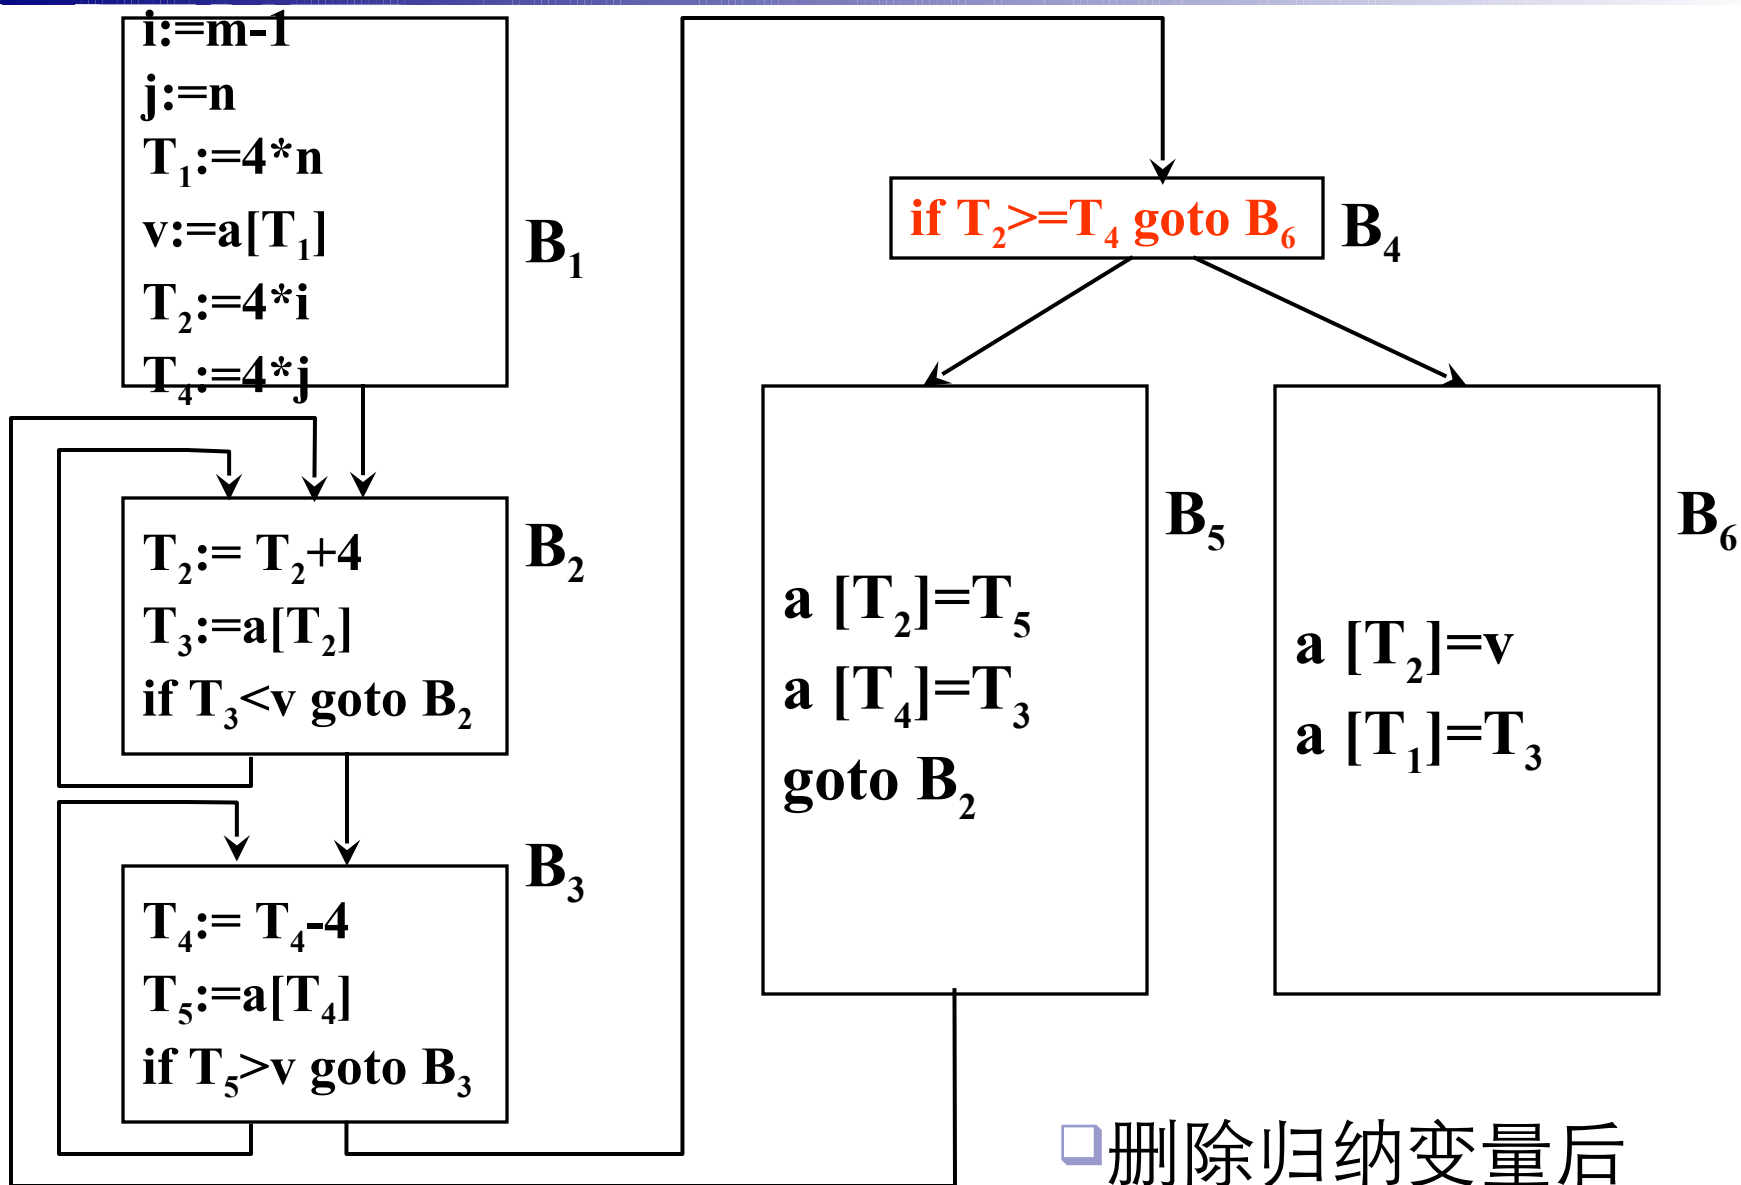 i:=m-1
j:=n
T₁:=4*n
v:=a[T₁]
T₂:=4*i
T₄:=4*j
B₁
T₂:= T₂+4
T₃:=a[T₂]
if T₃<v goto B₂
B₂
T₄:= T₄-4
T₅:=a[T₄]
if T₅>v goto B₃
B₃
if T₂>=T₄ goto B₆
B₄
a [T₂]=T₅
a [T₄]=T₃
goto B₂
B₅
a [T₂]=v
a [T₁]=T₃
B₆
删除归纳变量后